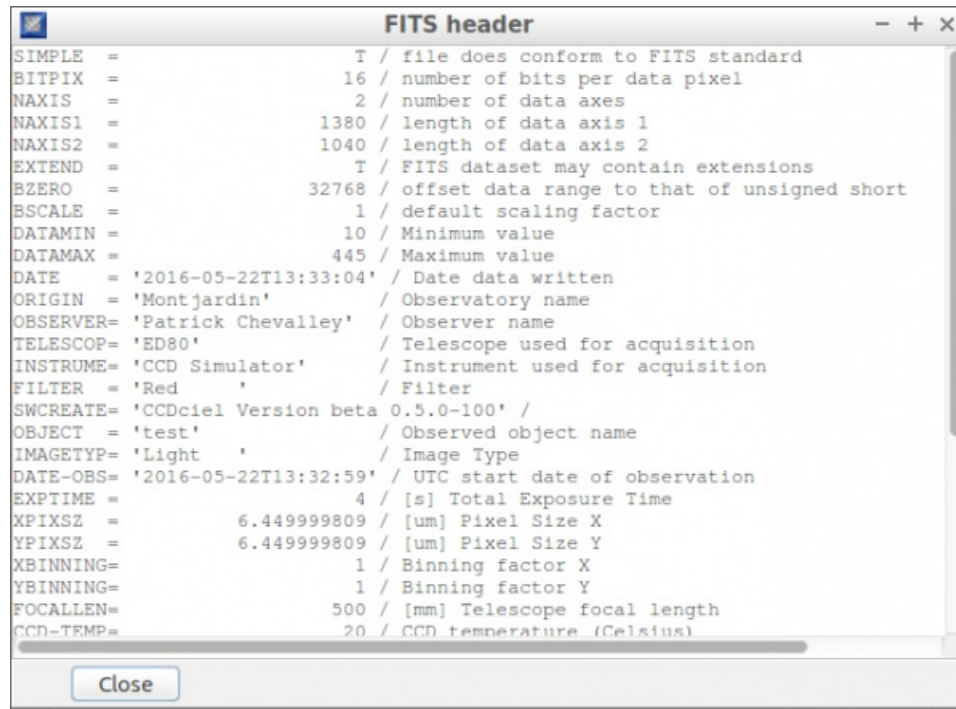 FITS header
SIMPLE  =                    T / file does conform to FITS standard
BITPIX  =                   16 / number of bits per data pixel
NAXIS   =                    2 / number of data axes
NAXIS1  =                 1380 / length of data axis 1
NAXIS2  =                 1040 / length of data axis 2
EXTEND  =                    T / FITS dataset may contain extensions
BZERO   =                32768 / offset data range to that of unsigned short
BSCALE  =                    1 / default scaling factor
DATAMIN =                   10 / Minimum value
DATAMAX =                  445 / Maximum value
DATE    = '2016-05-22T13:33:04' / Date data written
ORIGIN  = 'Montjardin'         / Observatory name
OBSERVER= 'Patrick Chevalley'  / Observer name
TELESCOP= 'ED80'               / Telescope used for acquisition
INSTRUME= 'CCD Simulator'      / Instrument used for acquisition
FILTER  = 'Red     '           / Filter
SWCREATE= 'CCDciel Version beta 0.5.0-100' /
OBJECT  = 'test'               / Observed object name
IMAGETYP= 'Light   '           / Image Type
DATE-OBS= '2016-05-22T13:32:59' / UTC start date of observation
EXPTIME =                    4 / [s] Total Exposure Time
XPIXSZ  =          6.449999809 / [um] Pixel Size X
YPIXSZ  =          6.449999809 / [um] Pixel Size Y
XBINNING=                    1 / Binning factor X
YBINNING=                    1 / Binning factor Y
FOCALLEN=                  500 / [mm] Telescope focal length
CCD-TEMP=                   20 / CCD temperature (Celsius)
Close